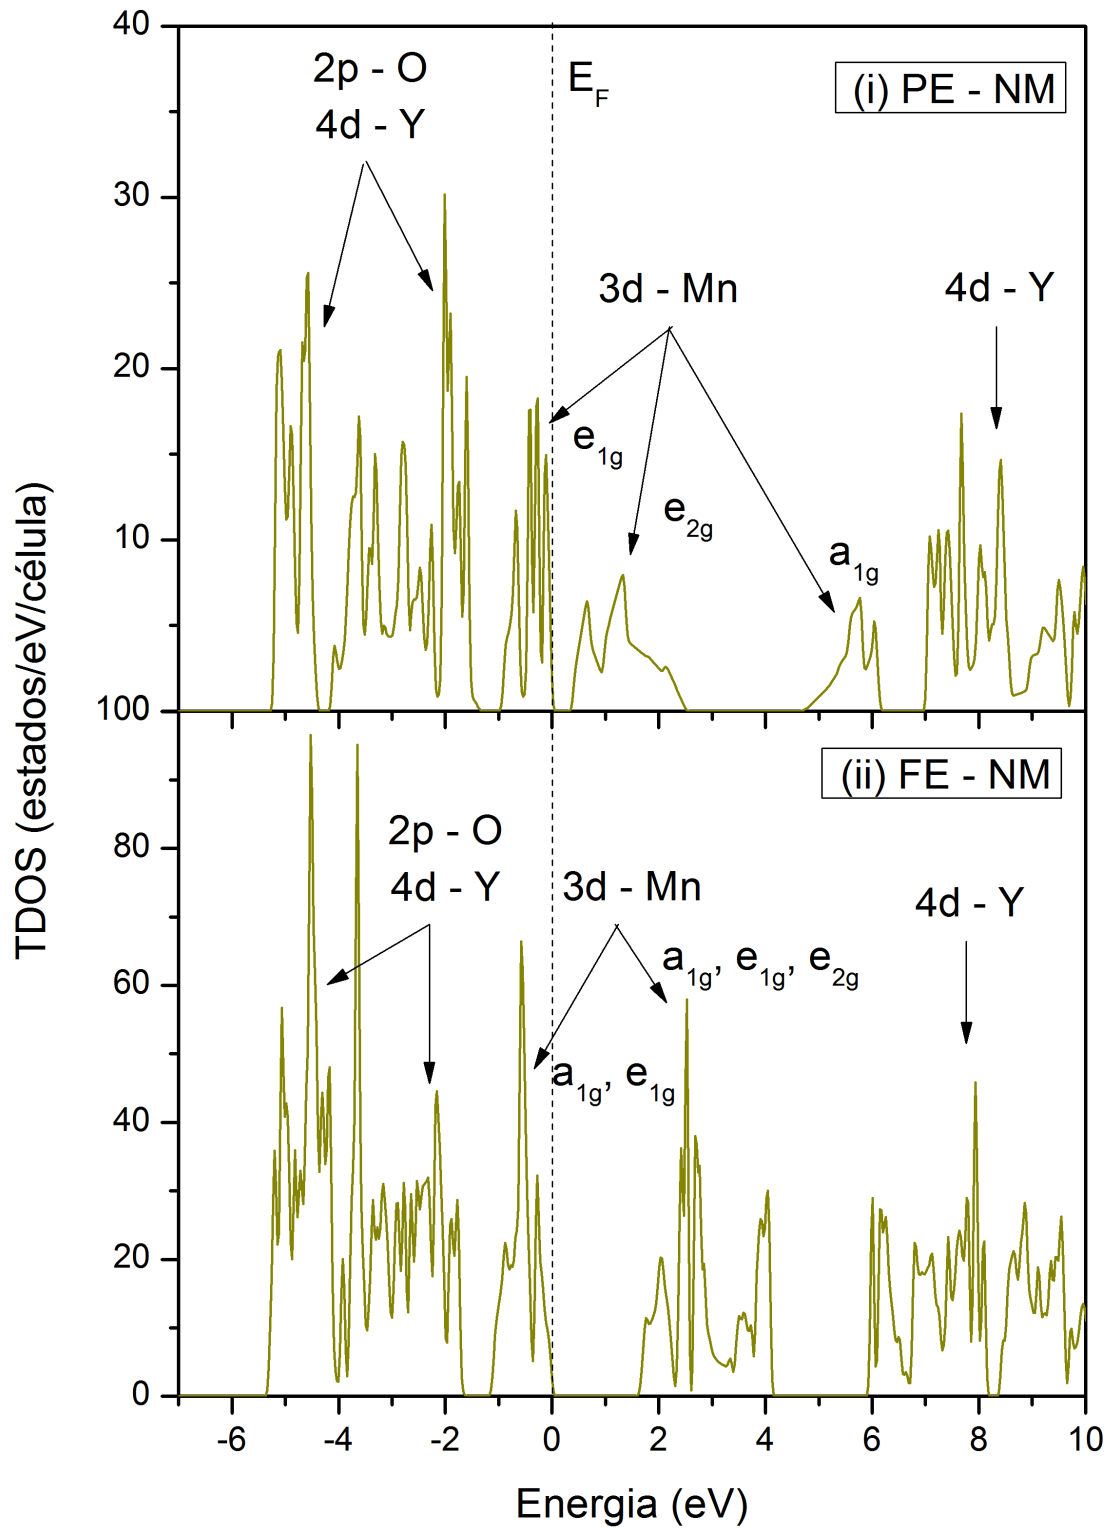 TDOS (estados/eV/célula)
40
30
20
10
100
80
60
40
20
0
2p - O
4d - Y
E_F
(i) PE - NM
3d - Mn
4d - Y
e_1g
e_2g
a_1g
(ii) FE - NM
2p - O
4d - Y
3d - Mn
4d - Y
a_1g, e_1g, e_2g
a_1g, e_1g
-6 -4 -2 0 2 4 6 8 10
Energia (eV)